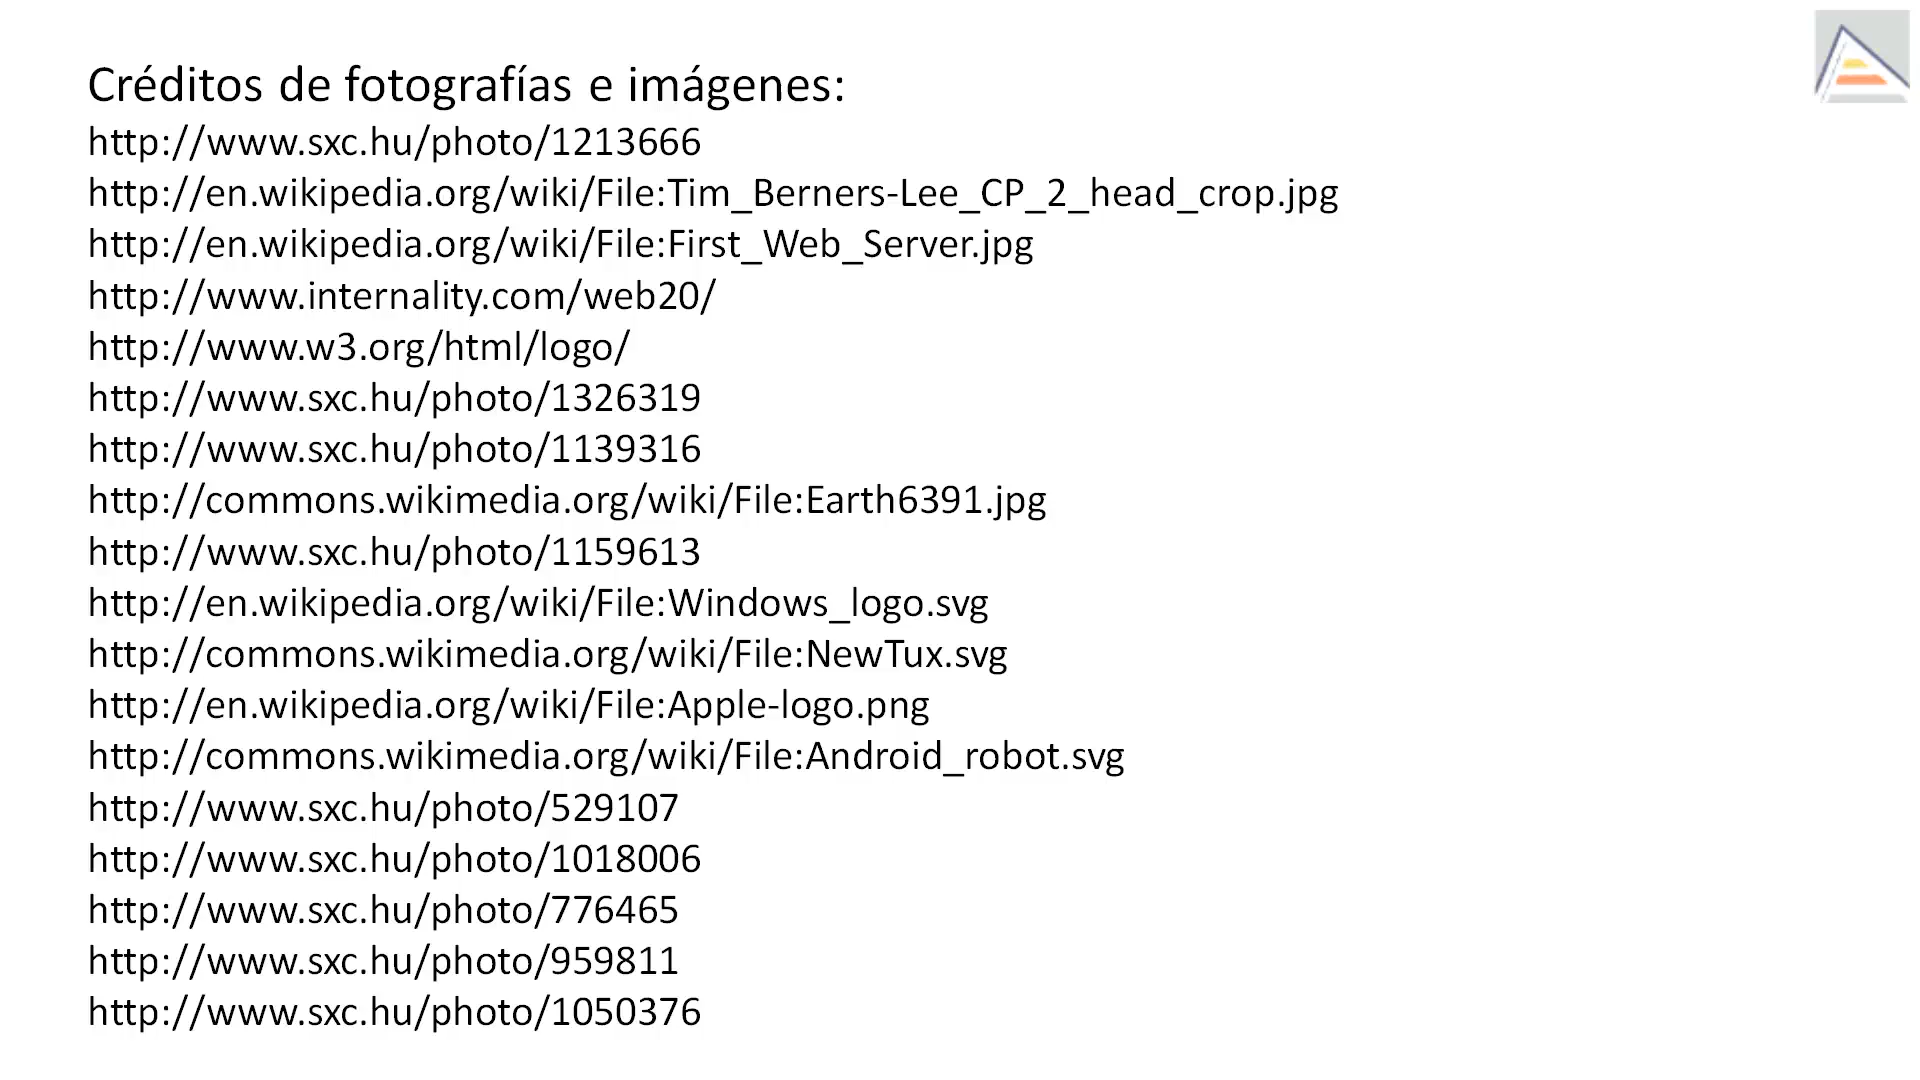 Créditos de fotografías e imágenes:
http://www.sxc.hu/photo/1213666
http://en.wikipedia.org/wiki/File:Tim_Berners-Lee_CP_2_head_crop.jpg
http://en.wikipedia.org/wiki/File:First_Web_Server.jpg
http://www.internality.com/web20/
http://www.w3.org/html/logo/
http://www.sxc.hu/photo/1326319
http://www.sxc.hu/photo/1139316
http://commons.wikimedia.org/wiki/File:Earth6391.jpg
http://www.sxc.hu/photo/1159613
http://en.wikipedia.org/wiki/File:Windows_logo.svg
http://commons.wikimedia.org/wiki/File:NewTux.svg
http://en.wikipedia.org/wiki/File:Apple-logo.png
http://commons.wikimedia.org/wiki/File:Android_robot.svg
http://www.sxc.hu/photo/529107
http://www.sxc.hu/photo/1018006
http://www.sxc.hu/photo/776465
http://www.sxc.hu/photo/959811
http://www.sxc.hu/photo/1050376